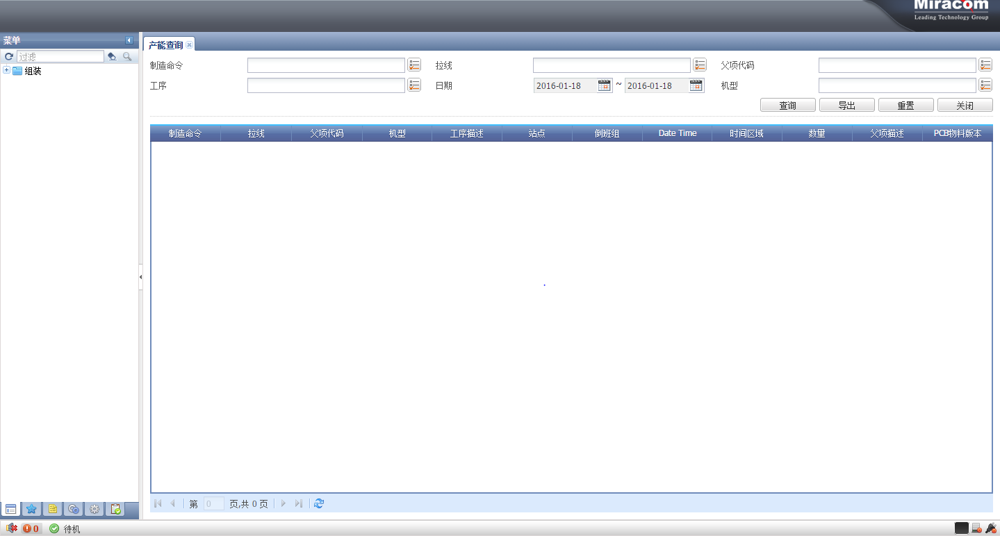 Miracom
Leading Technology Group
菜单
产能查询
过滤
组装
制造命令 拉线 父项代码
工序 日期 2016-01-18 ~ 2016-01-18 机型
查询 导出 重置 关闭
制造命令 拉线 父项代码 机型 工序描述 站点 倒班组 Date Time 时间区域 数量 父项描述 PCB物料版本
第 0 页,共 0 页
0 待机